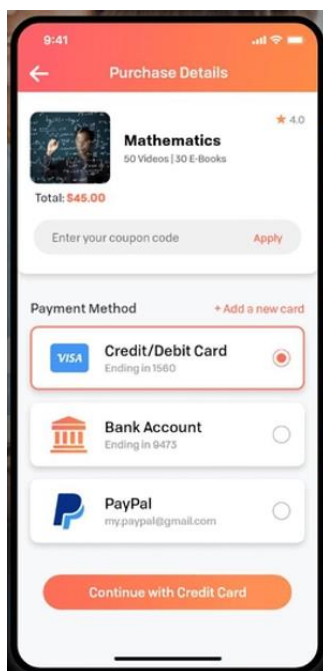 9:41
Purchase Details
4.0
Mathematics
50 Videos | 30 E-Books
Total: $45.00
Enter your coupon code Apply
Payment Method + Add a new card
VISA
Credit/Debit Card
Ending in 1560
Bank Account
Ending in 9473
PayPal
my.paypal@gmail.com
Continue with Credit Card